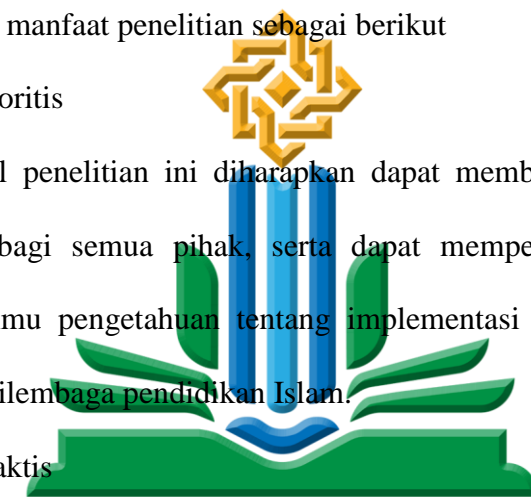 manfaat penelitian sebagai berikut
oritis
l penelitian ini diharapkan dapat memb
bagi semua pihak, serta dapat mempe
mu pengetahuan tentang implementasi
ilembaga pendidikan Islam.
aktis